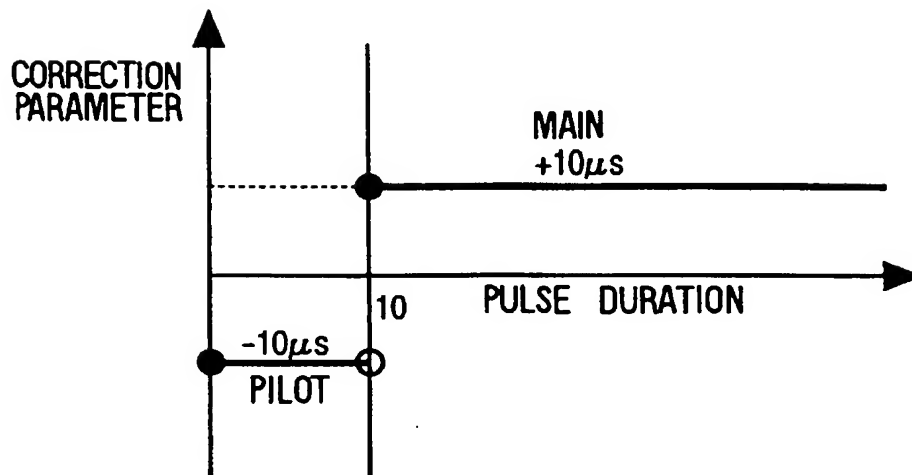 CORRECTION
PARAMETER
MAIN
+10μs
10
PULSE DURATION
-10μs
PILOT